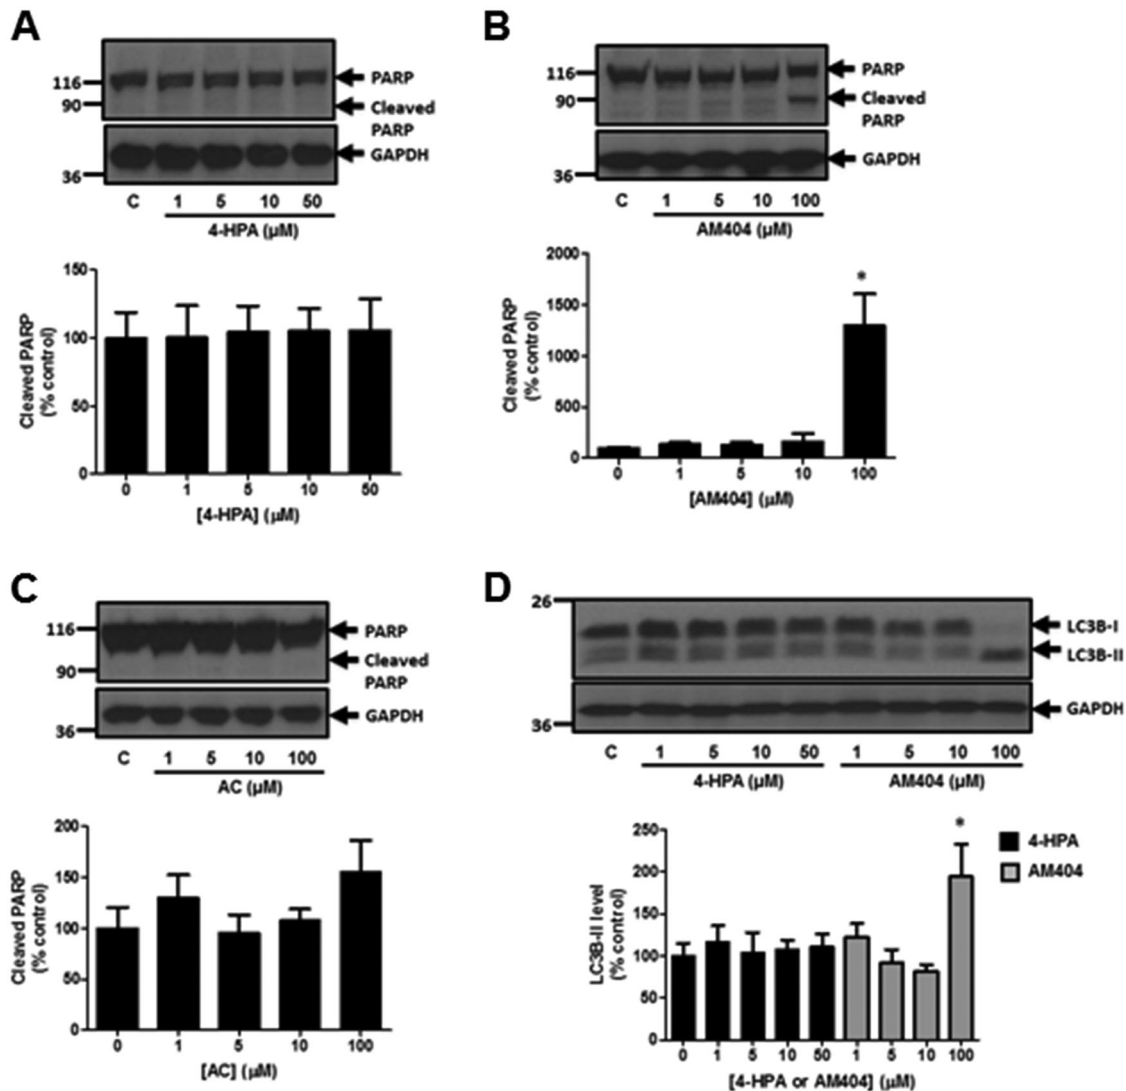 A
116
90
36
PARP
Cleaved
PARP
GAPDH
C 1 5 10 50
4-HPA (µM)
Cleaved PARP
(% control)
150
100
50
0
0 1 5 10 50
[4-HPA] (µM)
B
116
90
36
PARP
Cleaved
PARP
GAPDH
C 1 5 10 100
AM404 (µM)
Cleaved PARP
(% control)
2000
1500
1000
500
0
*
0 1 5 10 100
[AM404] (µM)
C
116
90
36
PARP
Cleaved
PARP
GAPDH
C 1 5 10 100
AC (µM)
Cleaved PARP
(% control)
200
150
100
50
0
0 1 5 10 100
[AC] (µM)
D
26
36
LC3B-I
LC3B-II
GAPDH
C 1 5 10 50 1 5 10 100
4-HPA (µM) AM404 (µM)
LC3B-II level
(% control)
250
200
150
100
50
0
*
4-HPA
AM404
0 1 5 10 50 1 5 10 100
[4-HPA or AM404] (µM)